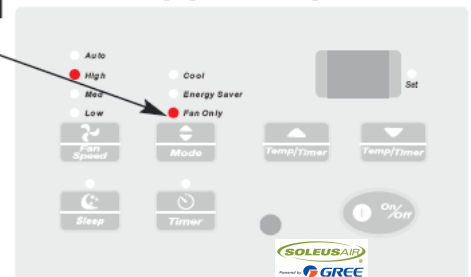 Auto
High
Med
Low
Cool
Energy Saver
Fan Only
Set
Fan
Speed
Mode
Temp/Timer
Temp/Timer
Sleep
Timer
On/Off
SOLEUSAIR®
Powered by GREE